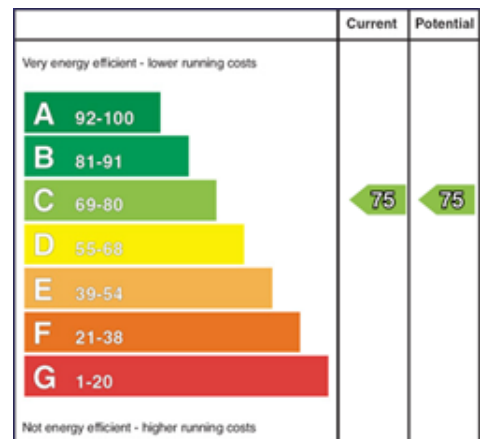 Current Potential
Very energy efficient - lower running costs
A 92-100
B 81-91
C 69-80 75 75
D 55-68
E 39-54
F 21-38
G 1-20
Not energy efficient - higher running costs